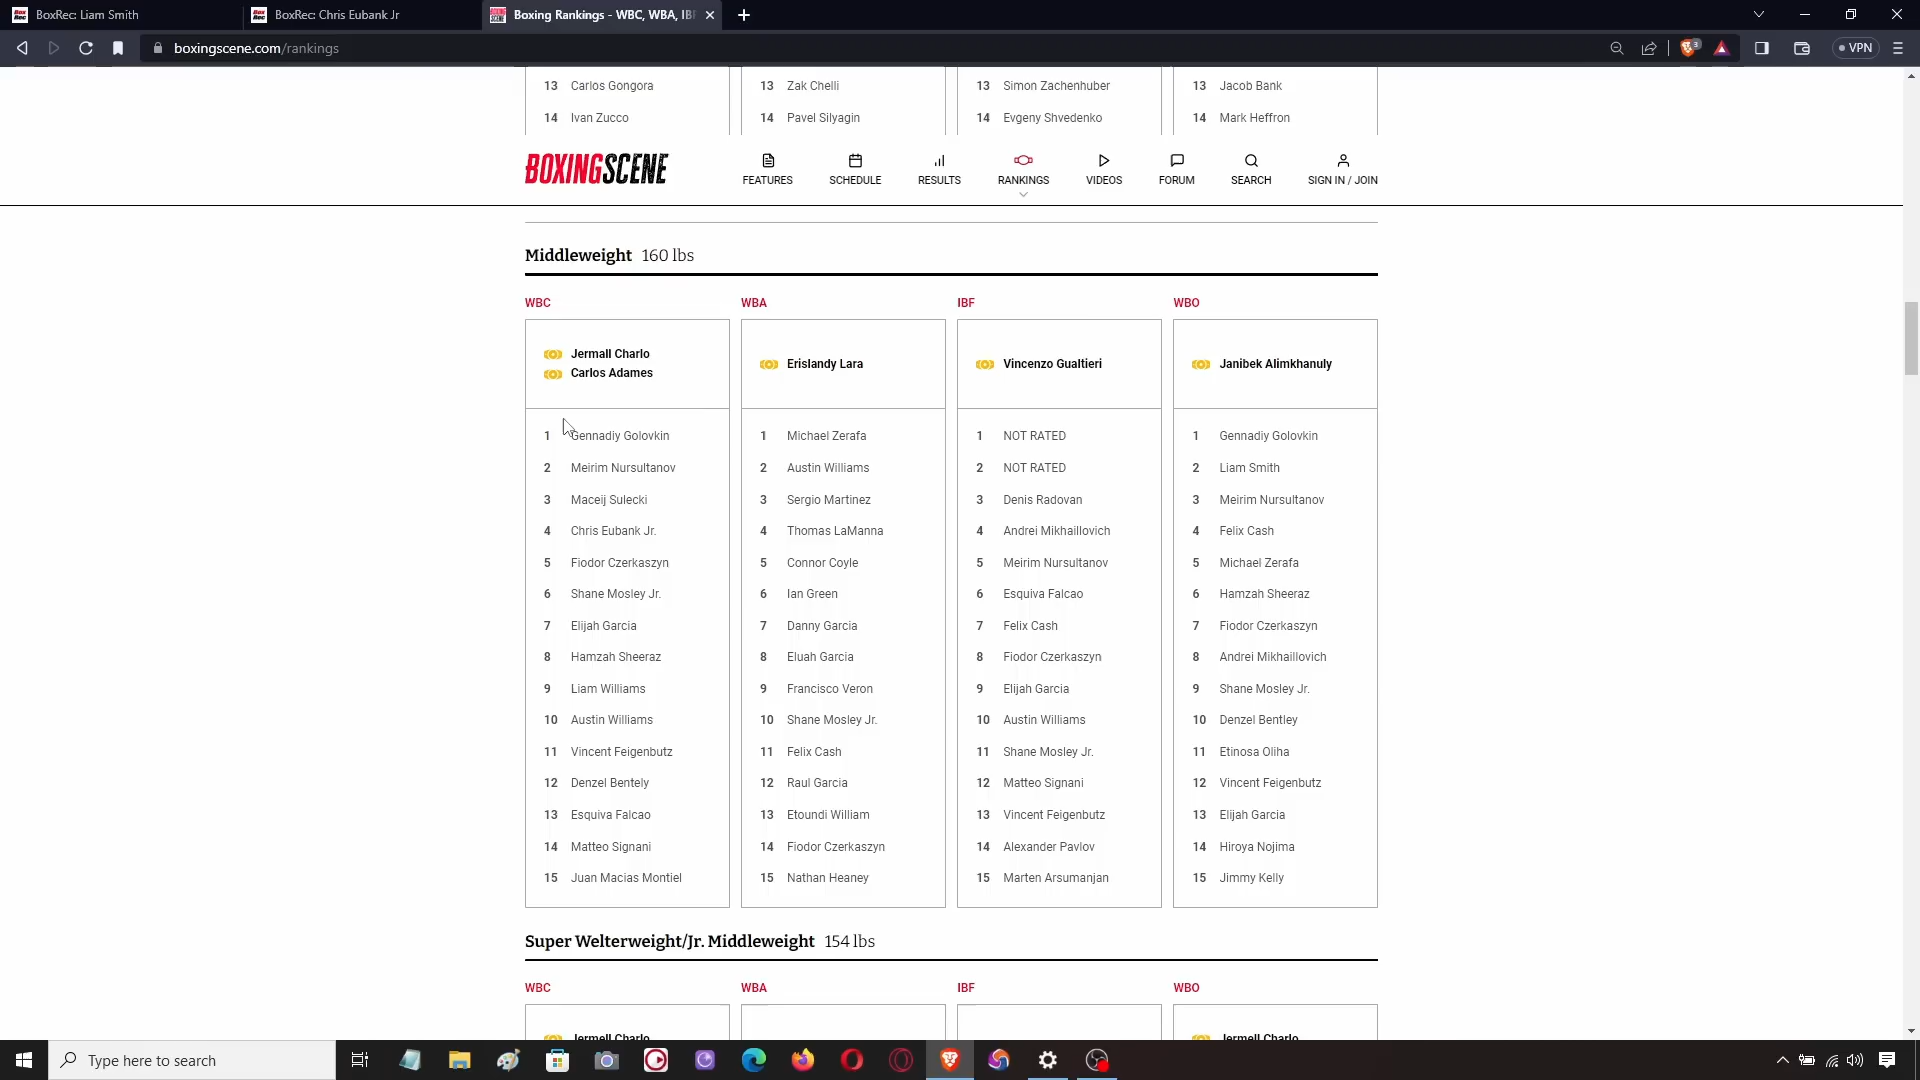 BoxRec: Liam Smith
BoxRec: Chris Eubank Jr
Boxing Rankings - WBC, WBA, IBF
boxingscene.com/rankings
3
VPN
13 Carlos Gongora
14 Ivan Zucco
13 Zak Chelli
14 Pavel Silyagin
13 Simon Zachenhuber
14 Evgeny Shvedenko
13 Jacob Bank
14 Mark Heffron
BOXINGSCENE
FEATURES
SCHEDULE
RESULTS
RANKINGS
VIDEOS
FORUM
SEARCH
SIGN IN / JOIN
Middleweight 160 lbs
WBC
Jermall Charlo
Carlos Adames
1 Gennadiy Golovkin
2 Meirim Nursultanov
3 Maceij Sulecki
4 Chris Eubank Jr.
5 Fiodor Czerkaszyn
6 Shane Mosley Jr.
7 Elijah Garcia
8 Hamzah Sheeraz
9 Liam Williams
10 Austin Williams
11 Vincent Feigenbutz
12 Denzel Bentely
13 Esquiva Falcao
14 Matteo Signani
15 Juan Macias Montiel
WBA
Erislandy Lara
1 Michael Zerafa
2 Austin Williams
3 Sergio Martinez
4 Thomas LaManna
5 Connor Coyle
6 Ian Green
7 Danny Garcia
8 Eluah Garcia
9 Francisco Veron
10 Shane Mosley Jr.
11 Felix Cash
12 Raul Garcia
13 Etoundi William
14 Fiodor Czerkaszyn
15 Nathan Heaney
IBF
Vincenzo Gualtieri
1 NOT RATED
2 NOT RATED
3 Denis Radovan
4 Andrei Mikhaillovich
5 Meirim Nursultanov
6 Esquiva Falcao
7 Felix Cash
8 Fiodor Czerkaszyn
9 Elijah Garcia
10 Austin Williams
11 Shane Mosley Jr.
12 Matteo Signani
13 Vincent Feigenbutz
14 Alexander Pavlov
15 Marten Arsumanjan
WBO
Janibek Alimkhanuly
1 Gennadiy Golovkin
2 Liam Smith
3 Meirim Nursultanov
4 Felix Cash
5 Michael Zerafa
6 Hamzah Sheeraz
7 Fiodor Czerkaszyn
8 Andrei Mikhaillovich
9 Shane Mosley Jr.
10 Denzel Bentley
11 Etinosa Oliha
12 Vincent Feigenbutz
13 Elijah Garcia
14 Hiroya Nojima
15 Jimmy Kelly
Super Welterweight/Jr. Middleweight 154 lbs
WBC
WBA
IBF
WBO
Jermell Charlo
Jermell Charlo
Type here to search